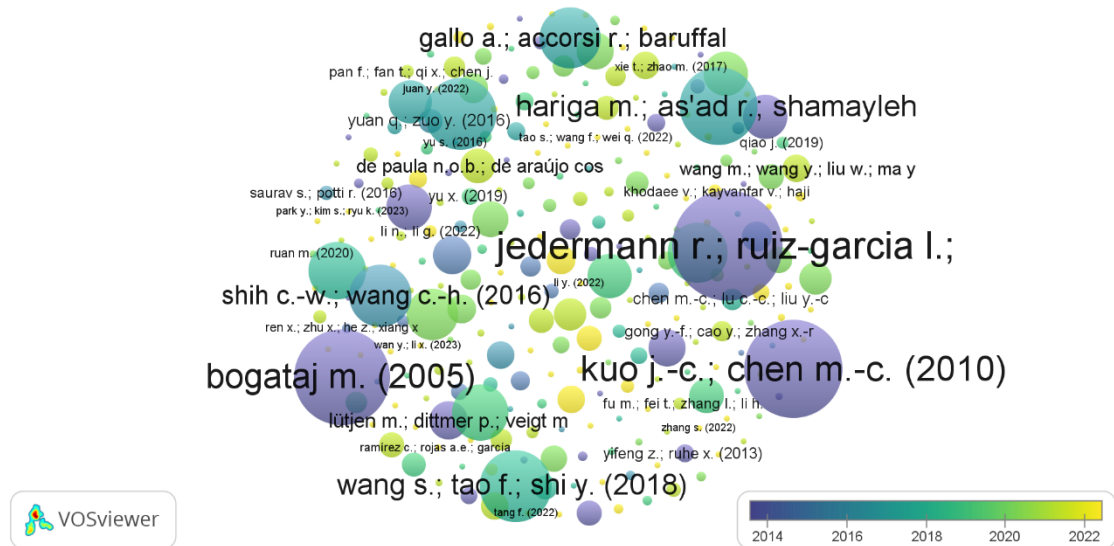 gallo a.; accorsi r.; baruffal
xie t.; zhao m. (2017)
pan f.; fan t.; qi x.; chen j.
juan y. (2022)
hariga m.; as'ad r.; shamayleh
yuan q.; zuo y. (2016)
tao s.; wang f.; wei q. (2022)
yu s. (2016)
qiao j. (2019)
de paula n.o.b.; de araújo cos
wang m.; wang y.; liu w.; ma y
saurav s.; potti r. (2016)
yu x. (2019)
khodaee v.; kayvanfar v.; haji
park y.; kim s.; ryu k. (2023)
li n.; li g. (2022)
jedermann r.; ruiz-garcia l.;
ruan m. (2020)
li y. (2022)
shih c.-w.; wang c.-h. (2016)
chen m.-c.; lu c.-c.; liu y.-c
ren x.; zhu x.; he z.; xiang x
gong y.-f.; cao y.; zhang x.-r
wan y.; li x. (2023)
bogataj m. (2005)
kuo j.-c.; chen m.-c. (2010)
fu m.; fei t.; zhang l.; li h.
lütjen m.; dittmer p.; veigt m
zhang s. (2022)
ramírez c.; rojas a.e.; garcía
yifeng z.; ruhe x. (2013)
wang s.; tao f.; shi y. (2018)
tang f. (2022)
VOSviewer
2014 2016 2018 2020 2022